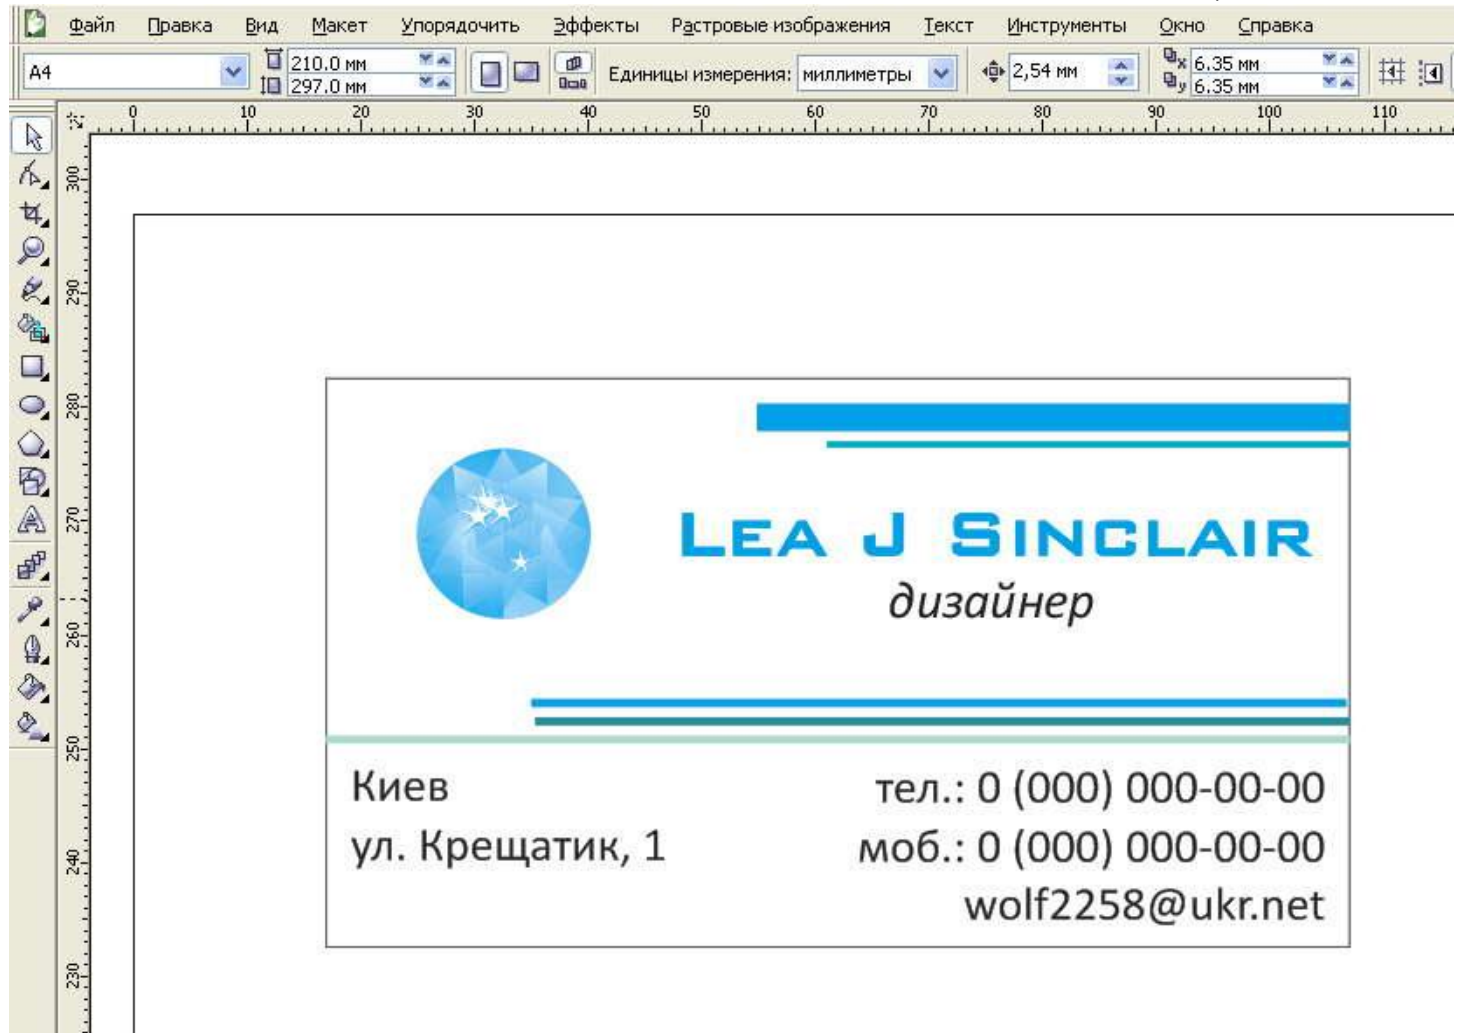 Файл Правка Вид Макет Упорядочить Эффекты Растровые изображения Текст Инструменты Окно Справка
A4 210.0 мм Единицы измерения: миллиметры 2,54 мм x 6.35 мм
297.0 мм y 6.35 мм
0 10 20 30 40 50 60 70 80 90 100 110
300
290
280
270
260
250
240
230
LEA J SINCLAIR
дизайнер
Киев
ул. Крещатик, 1
тел.: 0 (000) 000-00-00
моб.: 0 (000) 000-00-00
wolf2258@ukr.net